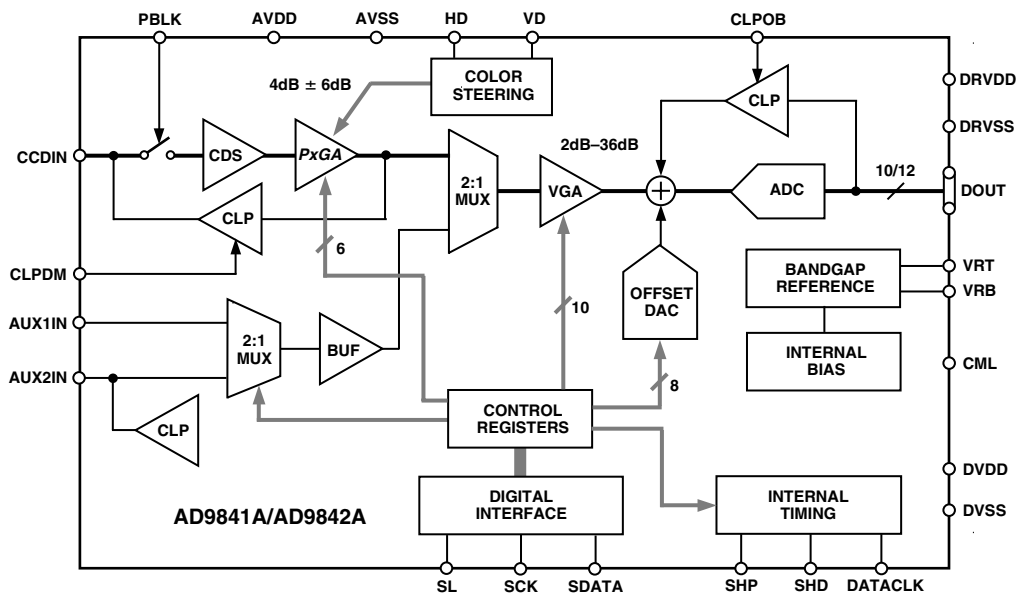 PBLK
AVDD
AVSS
HD
VD
CLPOB
4dB ± 6dB
COLOR
STEERING
CLP
DRVDD
DRVSS
CCDIN
CDS
PxGA
2:1
MUX
2dB–36dB
VGA
ADC
10/12
DOUT
CLP
6
CLPDM
BANDGAP
REFERENCE
VRT
VRB
OFFSET
DAC
10
AUX1IN
2:1
MUX
BUF
INTERNAL
BIAS
CML
AUX2IN
8
CLP
CONTROL
REGISTERS
DVDD
DIGITAL
INTERFACE
INTERNAL
TIMING
DVSS
AD9841A/AD9842A
SL
SCK
SDATA
SHP
SHD
DATACLK